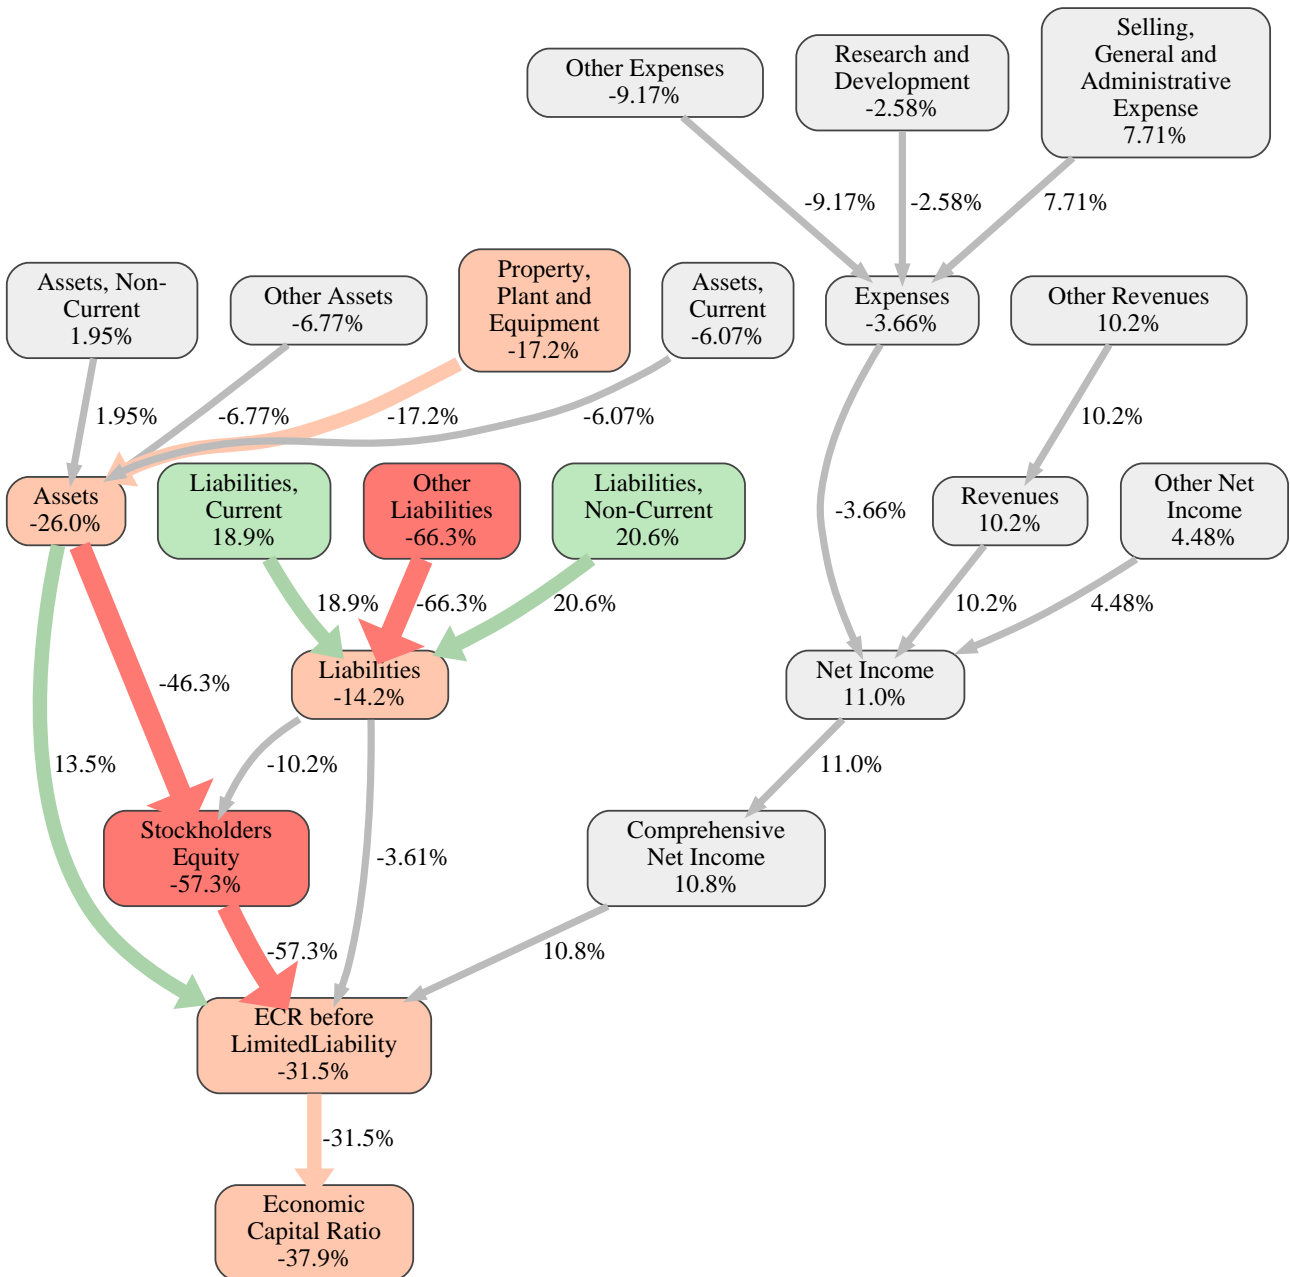 Other Expenses
-9.17%
Research and
Development
-2.58%
Selling,
General and
Administrative
Expense
7.71%
-9.17%
-2.58%
7.71%
Assets, Non-
Current
1.95%
Other Assets
-6.77%
Property,
Plant and
Equipment
-17.2%
Assets,
Current
-6.07%
Expenses
-3.66%
Other Revenues
10.2%
1.95%
-6.77%
-17.2%
-6.07%
10.2%
Assets
-26.0%
Liabilities,
Current
18.9%
Other
Liabilities
-66.3%
Liabilities,
Non-Current
20.6%
-3.66%
Revenues
10.2%
Other Net
Income
4.48%
18.9%
-66.3%
20.6%
10.2%
4.48%
-46.3%
Liabilities
-14.2%
Net Income
11.0%
13.5%
-10.2%
11.0%
Stockholders
Equity
-57.3%
-3.61%
Comprehensive
Net Income
10.8%
-57.3%
10.8%
ECR before
LimitedLiability
-31.5%
-31.5%
Economic
Capital Ratio
-37.9%